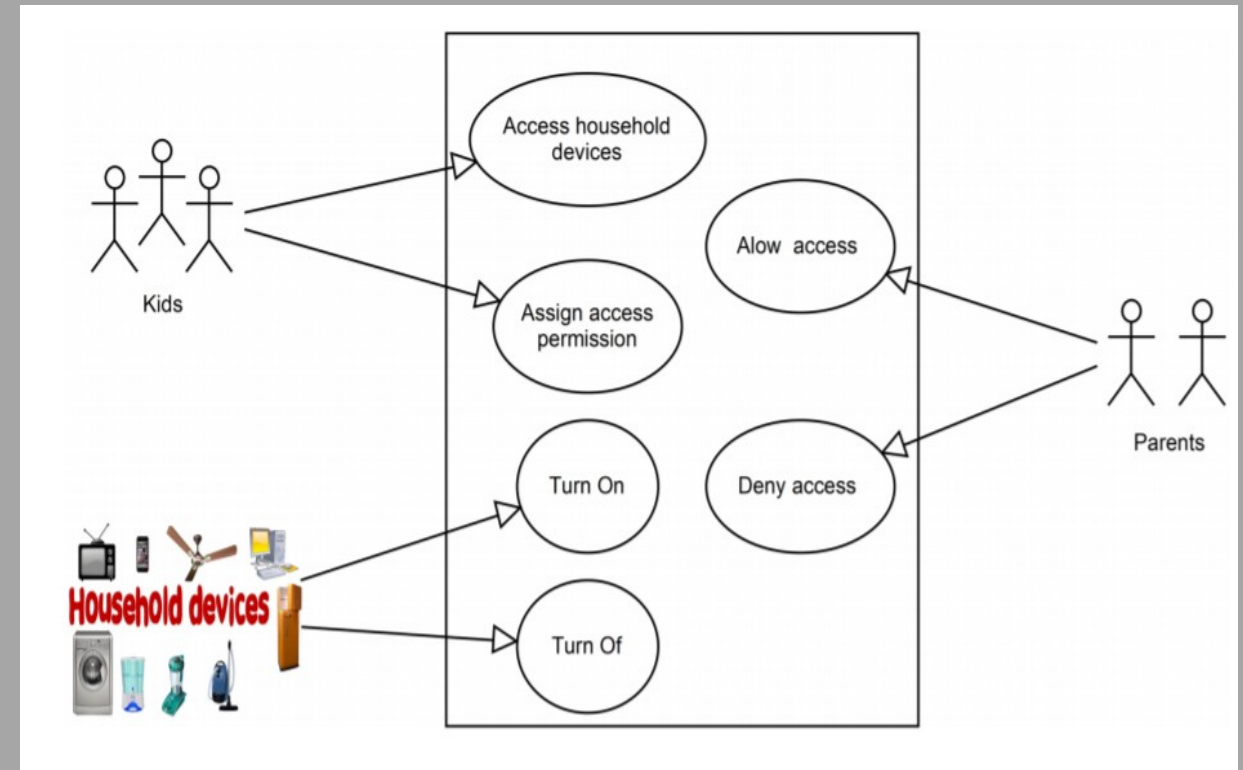 Access household
devices
Alow access
Kids
Assign access
permission
Parents
Turn On
Deny access
Household devices
Turn Of